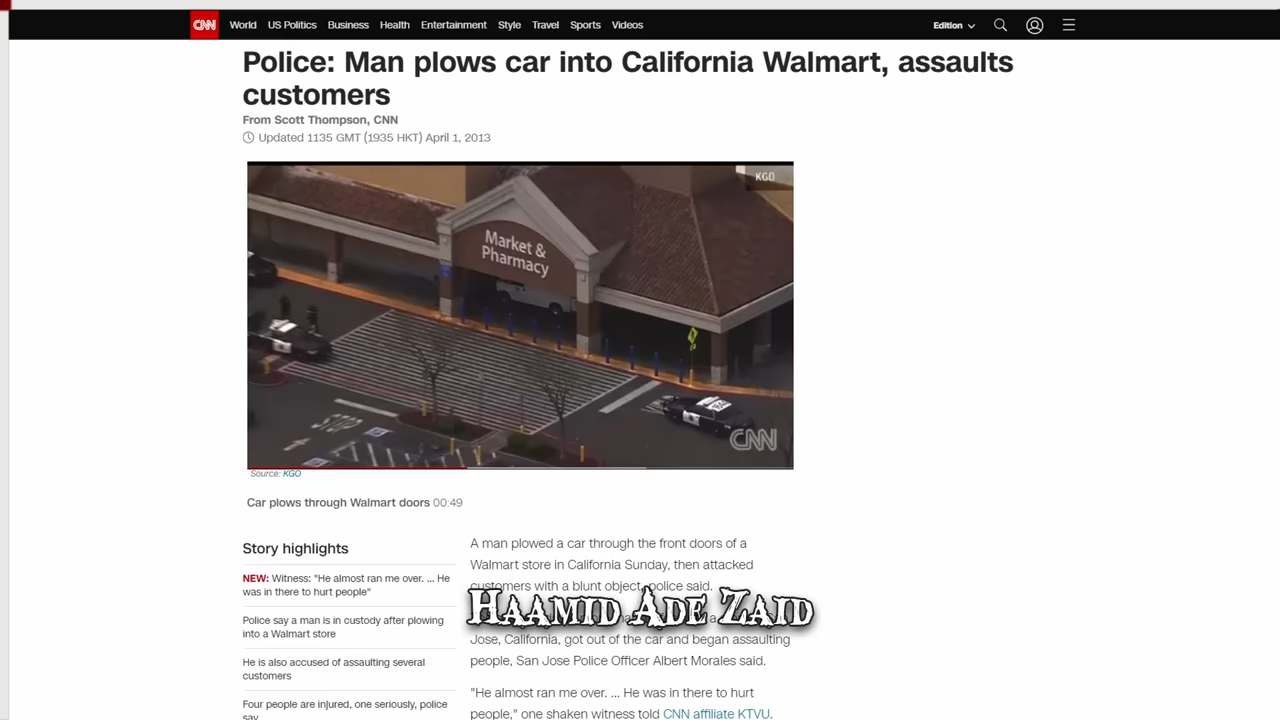 CNN World US Politics Business Health Entertainment Style Travel Sports Videos Edition
Police: Man plows car into California Walmart, assaults
customers
From Scott Thompson, CNN
Updated 1135 GMT (1935 HKT) April 1, 2013
KGO
Market &
Pharmacy
STOP
CNN
Source: KGO
Car plows through Walmart doors 00:49
Story highlights
NEW: Witness: "He almost ran me over. ... He
was in there to hurt people"
Police say a man is in custody after plowing
into a Walmart store
He is also accused of assaulting several
customers
Four people are injured, one seriously, police
say
A man plowed a car through the front doors of a
Walmart store in California Sunday, then attacked
customers with a blunt object, police said.
Haamid Ade Zaid
Jose, California, got out of the car and began assaulting
people, San Jose Police Officer Albert Morales said.
"He almost ran me over. ... He was in there to hurt
people," one shaken witness told CNN affiliate KTVU.